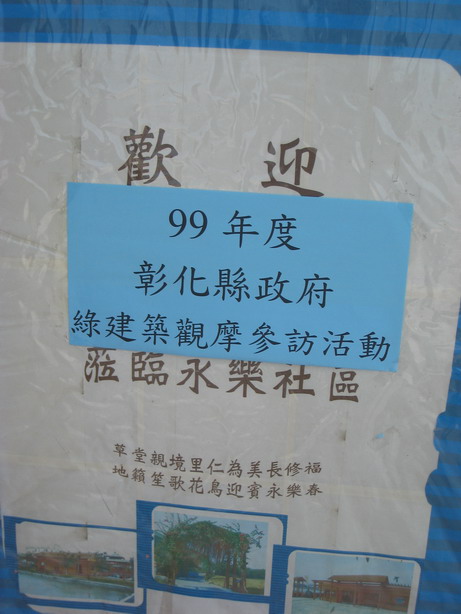 歡迎
99 年度
彰化縣政府
綠建築觀摩參訪活動
蒞臨永樂社區
草堂親境里仁為美長修福
地籟笙歌花鳥迎賓永樂春